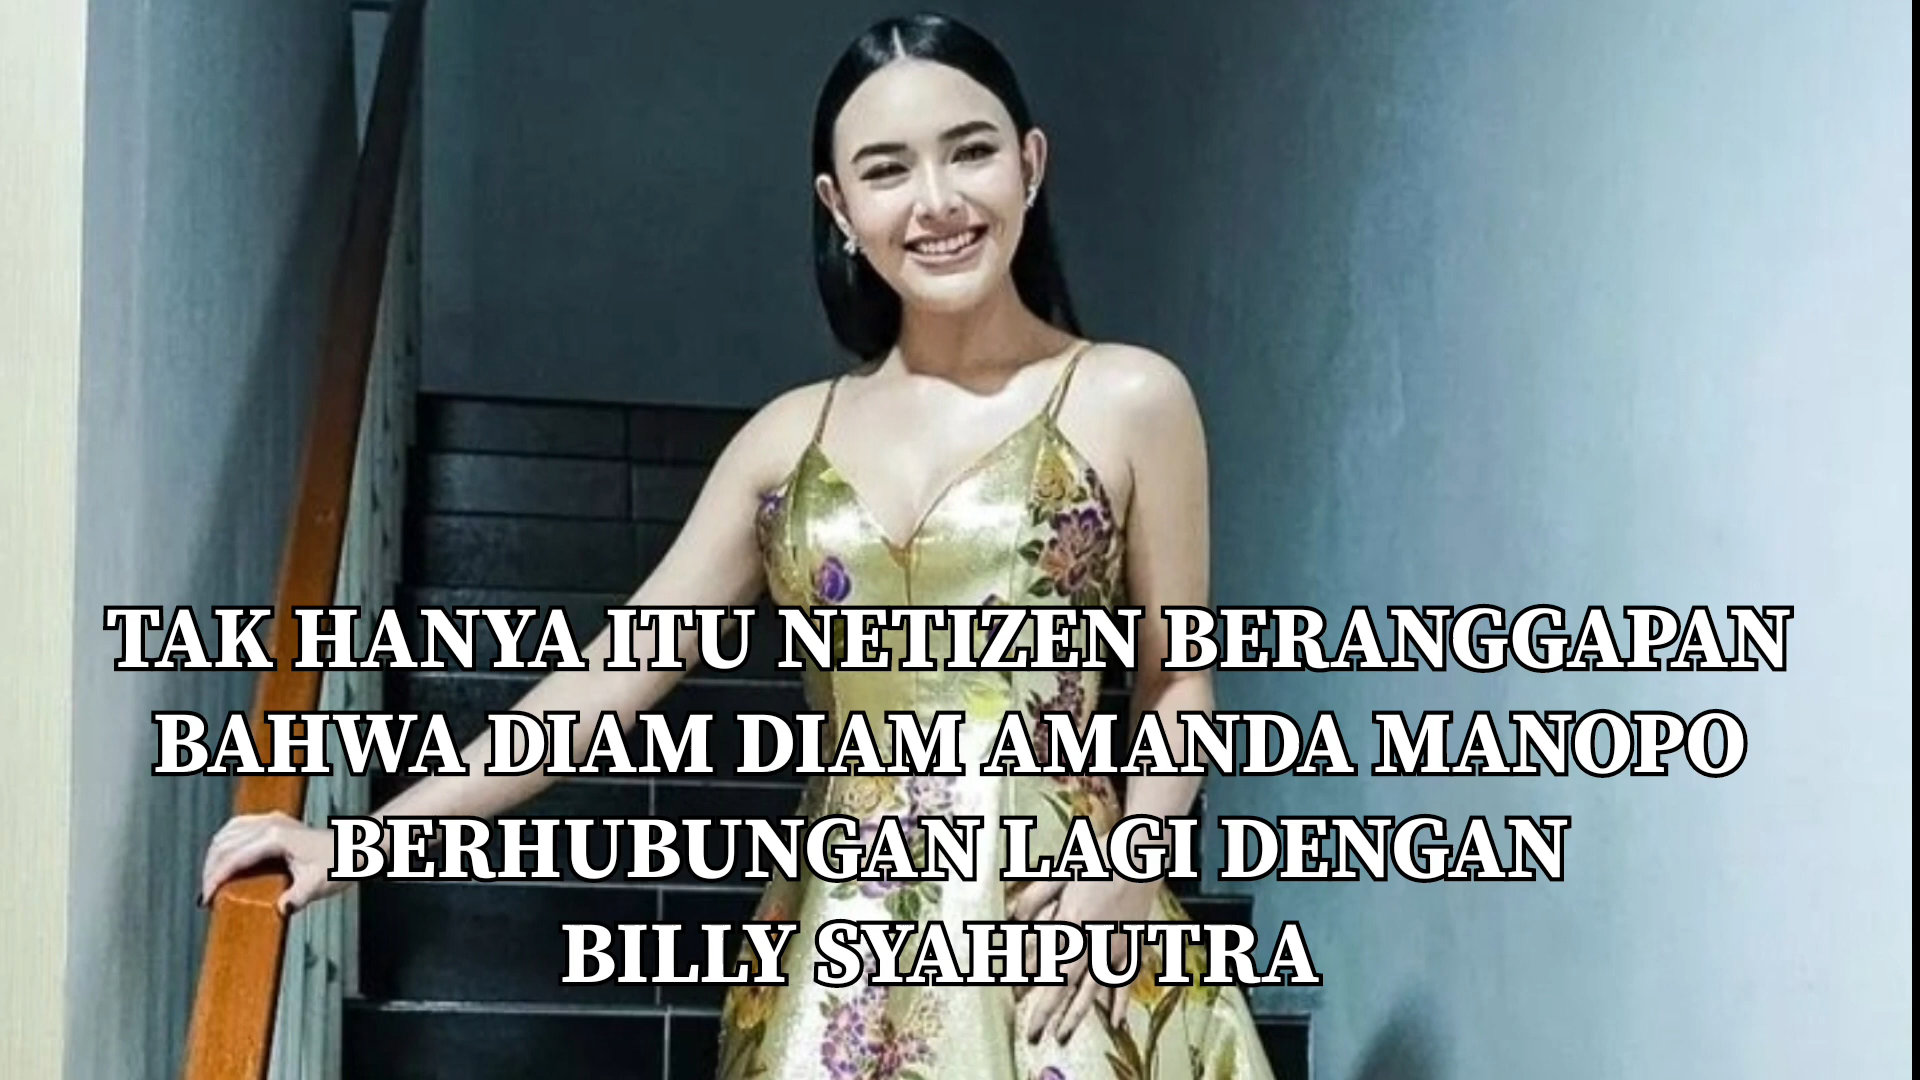 TAK HANYA ITU NETIZEN BERANGGAPAN
BAHWA DIAM DIAM AMANDA MANOPO
BERHUBUNGAN LAGI DENGAN
BILLY SYAHPUTRA